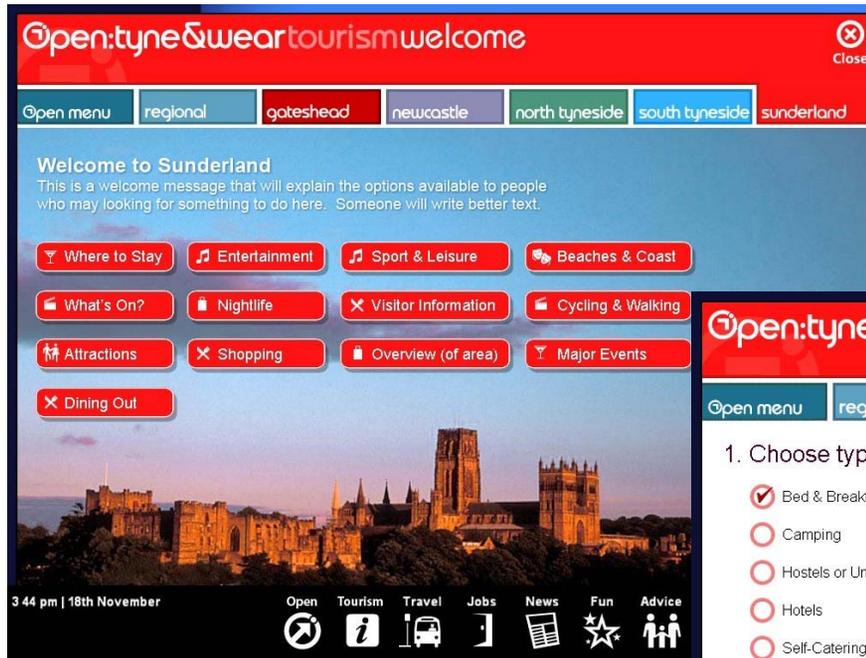 Open:tyne&weartourismwelcome
Close
Open menu regional gateshead newcastle north tyneside south tyneside sunderland
Welcome to Sunderland
This is a welcome message that will explain the options available to people
who may looking for something to do here. Someone will write better text.
Where to Stay Entertainment Sport & Leisure Beaches & Coast
What's On? Nightlife Visitor Information Cycling & Walking
Attractions Shopping Overview (of area) Major Events
Dining Out
3 44 pm | 18th November
Open Tourism Travel Jobs News Fun Advice
Open:tyne
Open menu reg
1. Choose typ
Bed & Breakf
Camping
Hostels or Un
Hotels
Self-Catering